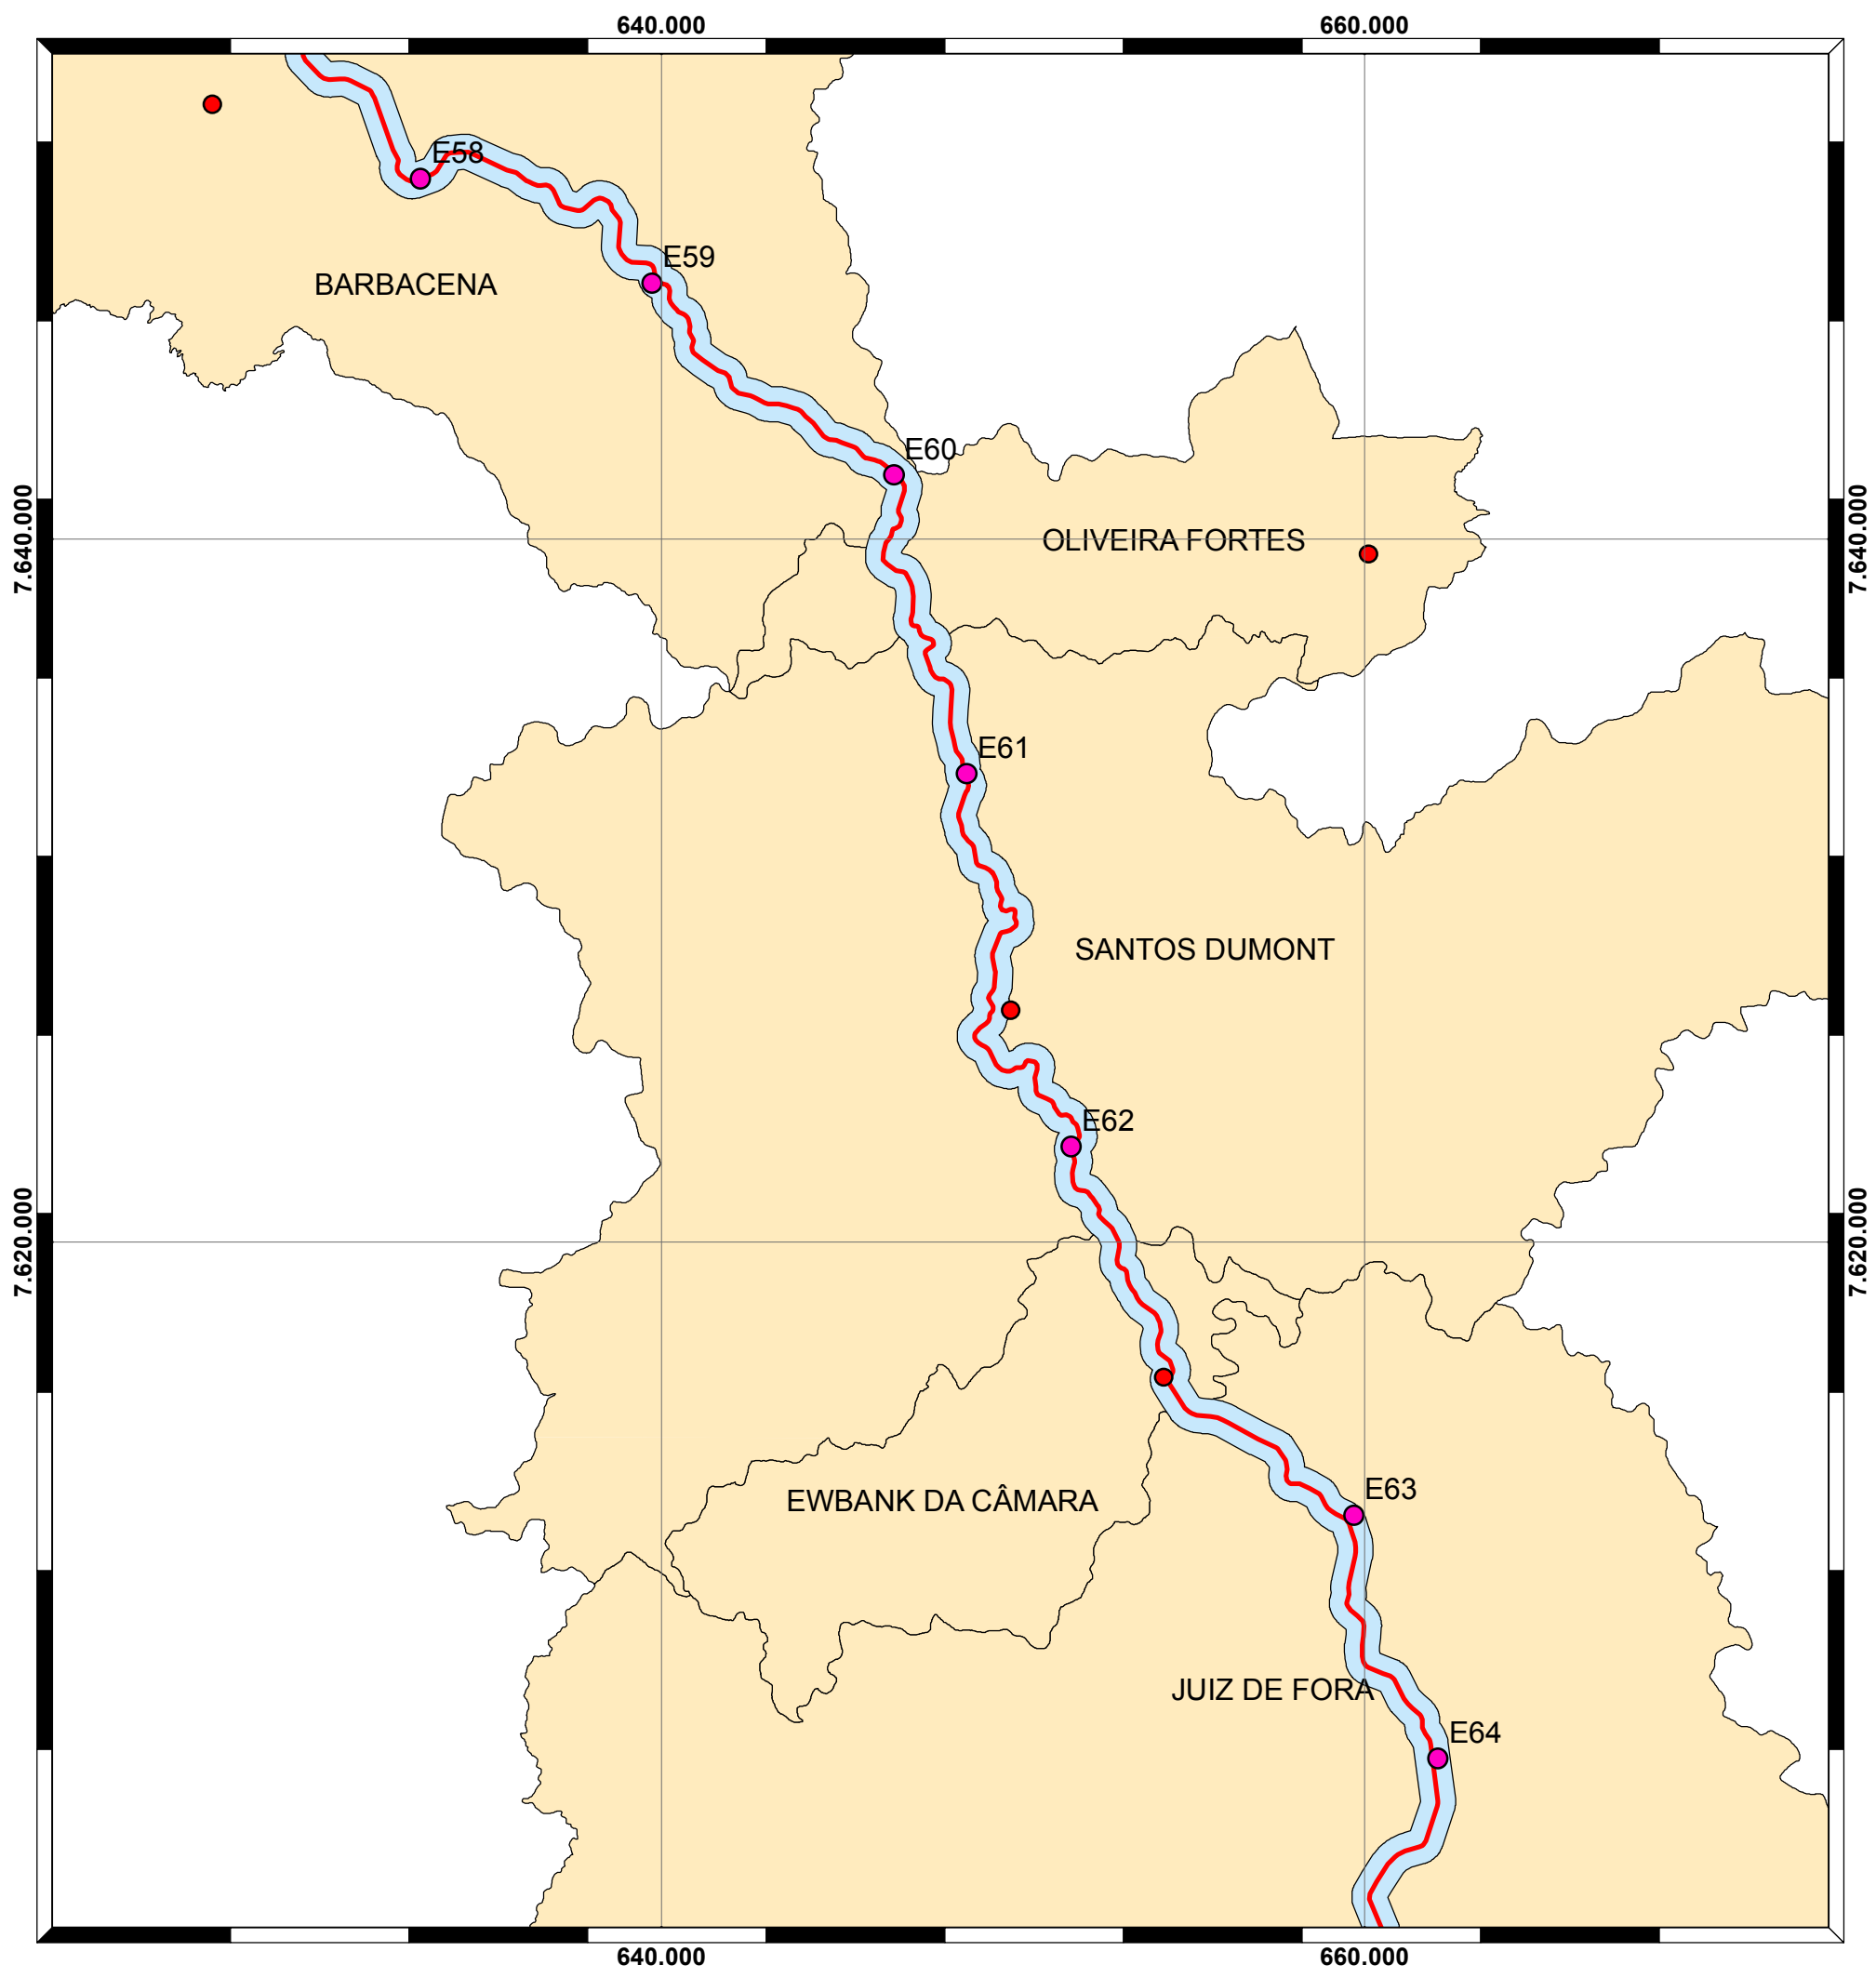 640.000
660.000
E58
E59
BARBACENA
E60
7.640.000
OLIVEIRA FORTES
7.640.000
E61
SANTOS DUMONT
E62
7.620.000
7.620.000
E63
EWBANK DA CÂMARA
JUIZ DE FORA
E64
640.000
660.000